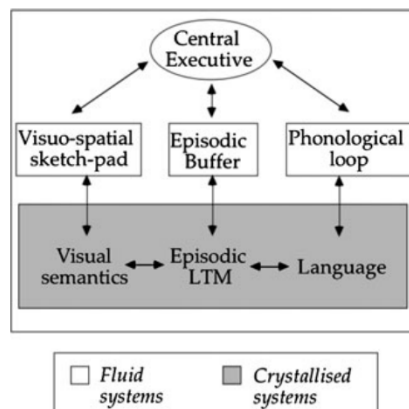 Central
Executive
Visuo-spatial
sketch-pad
Episodic
Buffer
Phonological
loop
Visual
semantics
Episodic
LTM
Language
Fluid
systems
Crystallised
systems